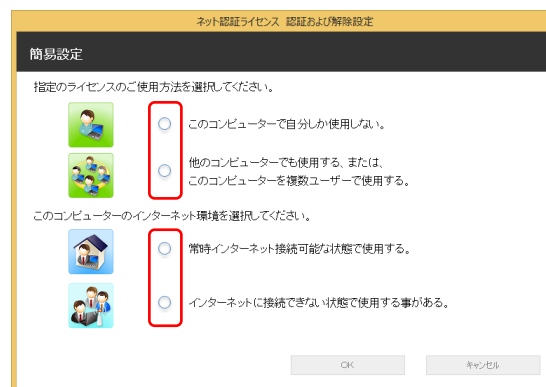 ネット認証ライセンス 認証および解除設定
簡易設定
指定のライセンスのご使用方法を選択してください。
このコンピューターで自分しか使用しない。
他のコンピューターでも使用する、または、
このコンピューターを複数ユーザーで使用する。
このコンピューターのインターネット環境を選択してください。
常時インターネット接続可能な状態で使用する。
インターネットに接続できない状態で使用する事がある。
OK
キャンセル